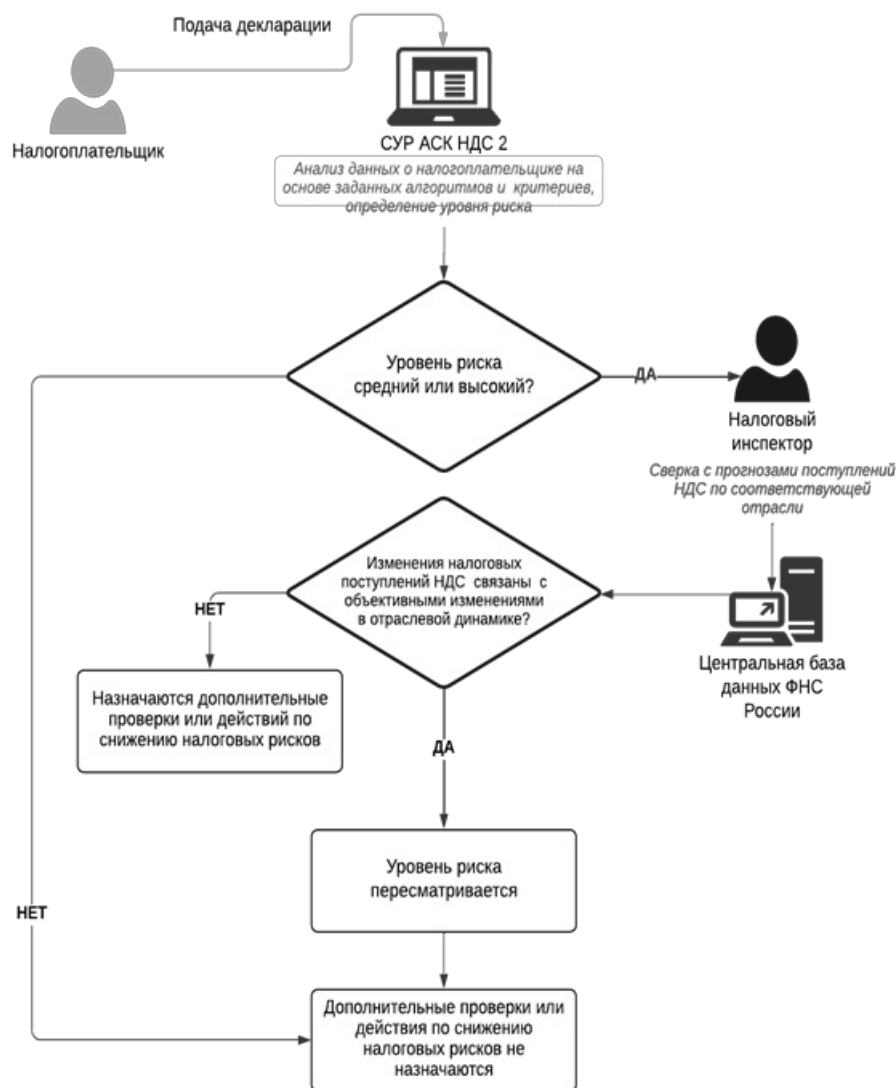 Подача декларации
Налогоплательщик
СУР АСК НДС 2
Анализ данных о налогоплательщике на
основе заданных алгоритмов и критериев,
определение уровня риска
Уровень риска
средний или высокий?
ДА
Налоговый
инспектор
Сверка с прогнозами поступлений
НДС по соответствующей
отрасли
Изменения налоговых
поступлений НДС связаны с
объективными изменениями
в отраслевой динамике?
НЕТ
Центральная база
данных ФНС
России
Назначаются дополнительные
проверки или действий по
снижению налоговых рисков
ДА
Уровень риска
пересматривается
НЕТ
Дополнительные проверки или
действия по снижению
налоговых рисков не
назначаются